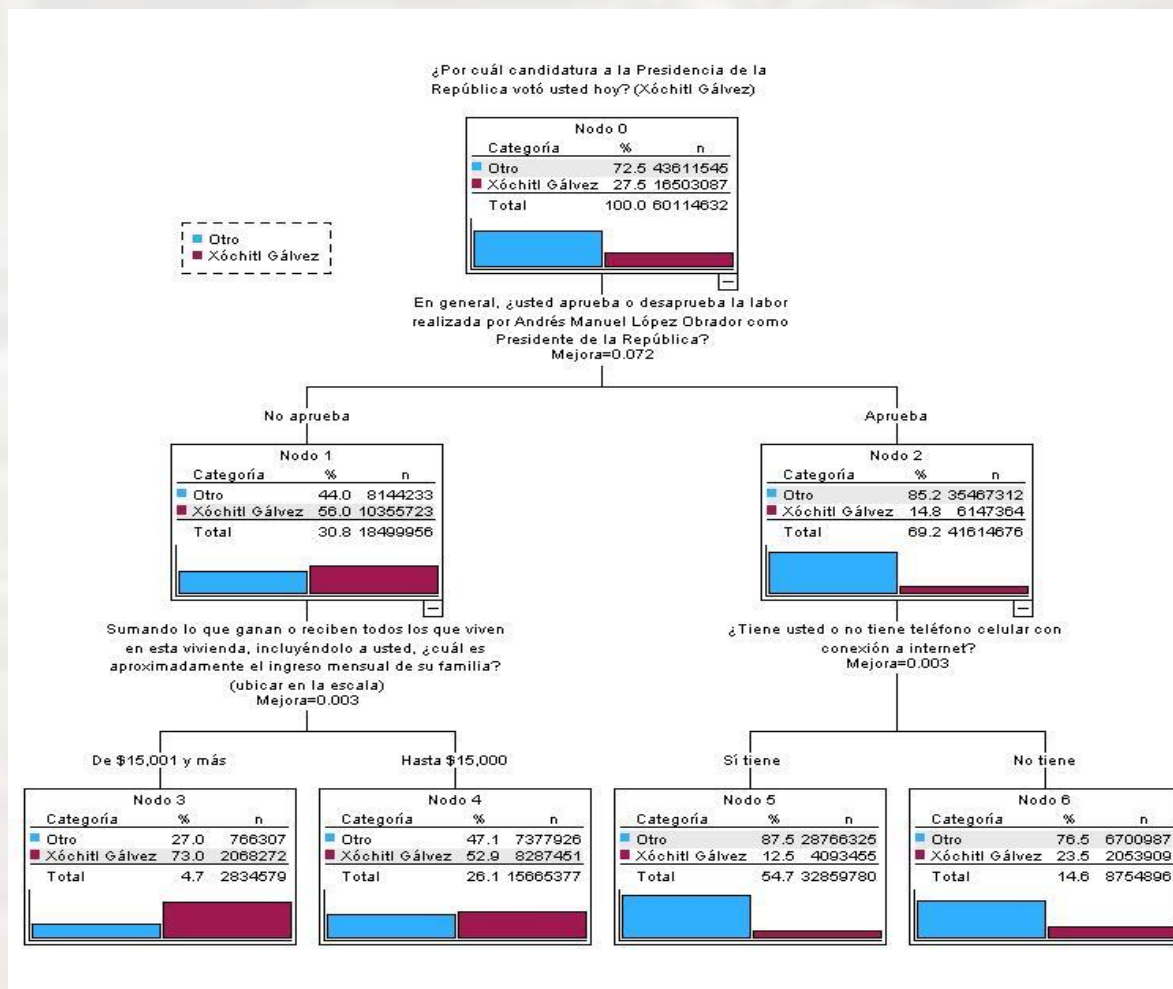 ¿Por cuál candidatura a la Presidencia de la
República votó usted hoy? (Xóchitl Gálvez)
Nodo 0
Categoría % n
Otro 72.5 43611545
Xóchitl Gálvez 27.5 16503087
Total 100.0 60114632
Otro
Xóchitl Gálvez
En general, ¿usted aprueba o desaprueba la labor
realizada por Andrés Manuel López Obrador como
Presidente de la República?
Mejora=0.072
No aprueba
Aprueba
Nodo 1
Categoría % n
Otro 44.0 8144233
Xóchitl Gálvez 56.0 10355723
Total 30.8 18499956
Nodo 2
Categoría % n
Otro 85.2 35467312
Xóchitl Gálvez 14.8 6147364
Total 69.2 41614676
Sumando lo que ganan o reciben todos los que viven
en esta vivienda, incluyéndolo a usted, ¿cuál es
aproximadamente el ingreso mensual de su familia?
(ubicar en la escala)
Mejora=0.003
¿Tiene usted o no tiene teléfono celular con
conexión a internet?
Mejora=0.003
De $15,001 y más
Hasta $15,000
Sí tiene
No tiene
Nodo 3
Categoría % n
Otro 27.0 766307
Xóchitl Gálvez 73.0 2068272
Total 4.7 2834579
Nodo 4
Categoría % n
Otro 47.1 7377926
Xóchitl Gálvez 52.9 8287451
Total 26.1 15665377
Nodo 5
Categoría % n
Otro 87.5 28766325
Xóchitl Gálvez 12.5 4093455
Total 54.7 32859780
Nodo 6
Categoría % n
Otro 76.5 6700987
Xóchitl Gálvez 23.5 2053909
Total 14.6 8754896